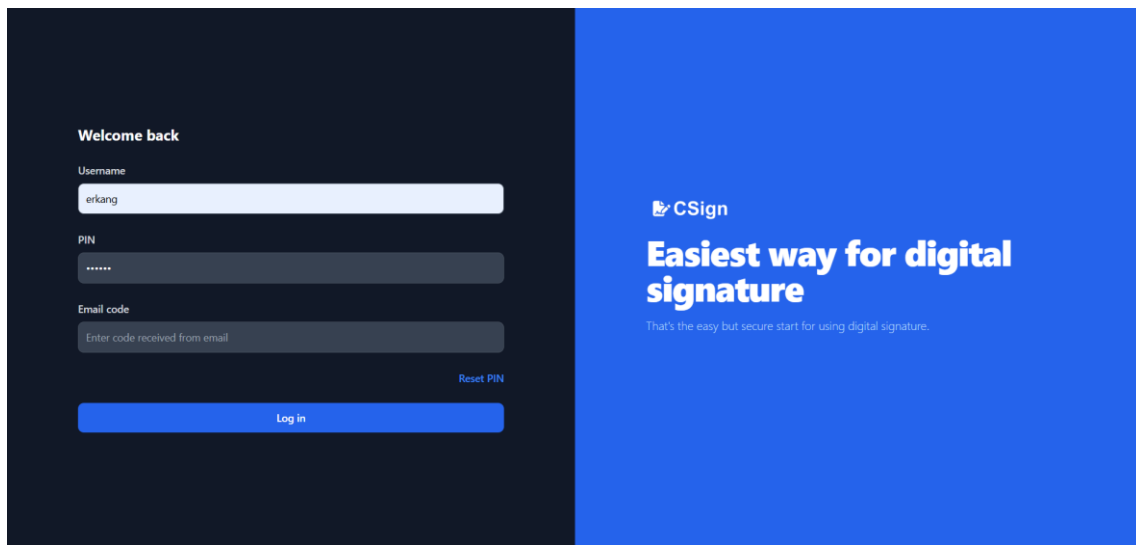 Welcome back
Username
erkang
PIN
••••••
Email code
Enter code received from email
Reset PIN
Log in
CSign
Easiest way for digital
signature
That's the easy but secure start for using digital signature.